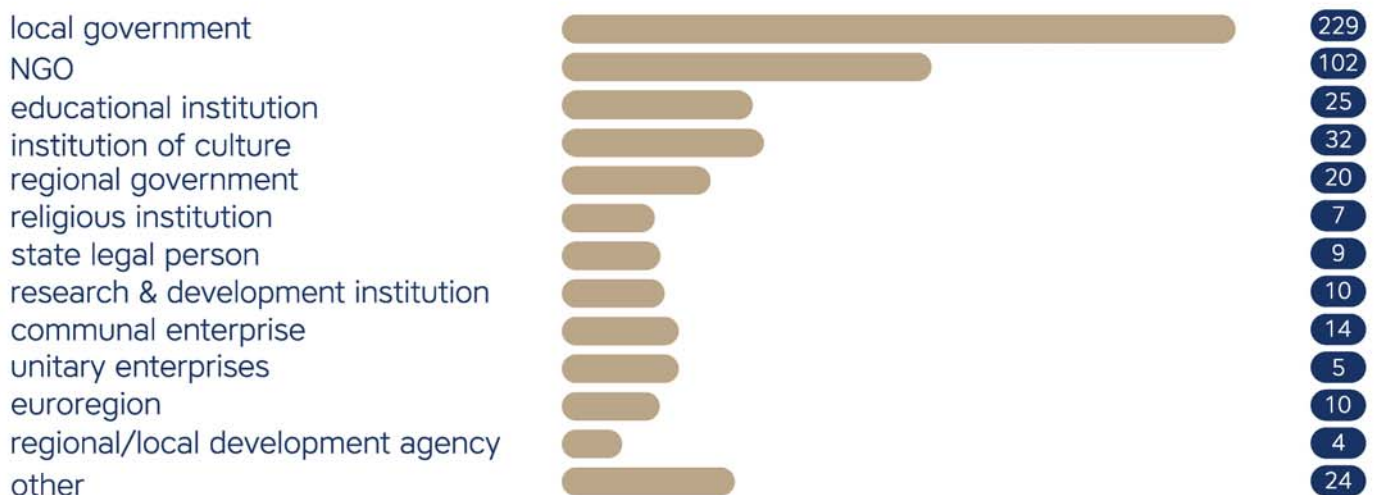 local government 229
NGO 102
educational institution 25
institution of culture 32
regional government 20
religious institution 7
state legal person 9
research & development institution 10
communal enterprise 14
unitary enterprises 5
euroregion 10
regional/local development agency 4
other 24